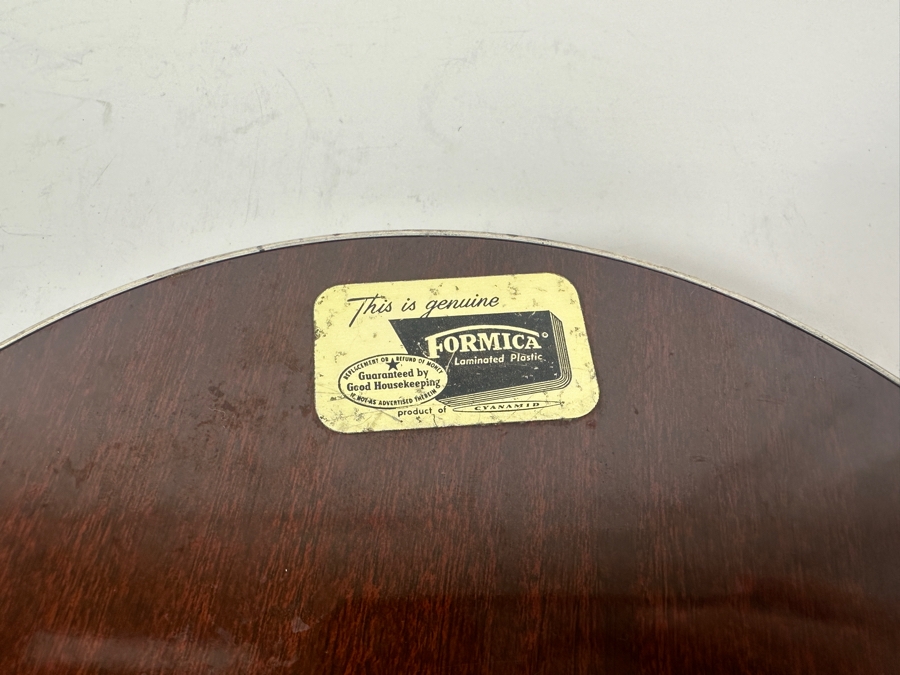 This is genuine
FORMICA®
Laminated Plastic
REPLACEMENT OR REFUND OF MONEY
Guaranteed by
Good Housekeeping
IF NOT AS ADVERTISED THEREIN
product of CYANAMID